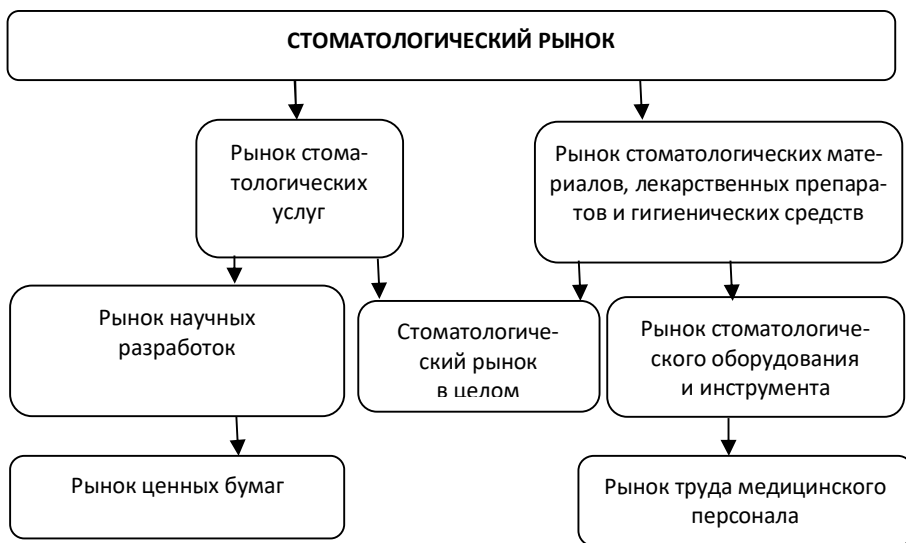 СТОМАТОЛОГИЧЕСКИЙ РЫНОК
Рынок стома-
тологических
услуг
Рынок стоматологических мате-
риалов, лекарственных препара-
тов и гигиенических средств
Рынок научных
разработок
Стоматологиче-
ский рынок
в целом
Рынок стоматологиче-
ского оборудования
и инструмента
Рынок ценных бумаг
Рынок труда медицинского
персонала